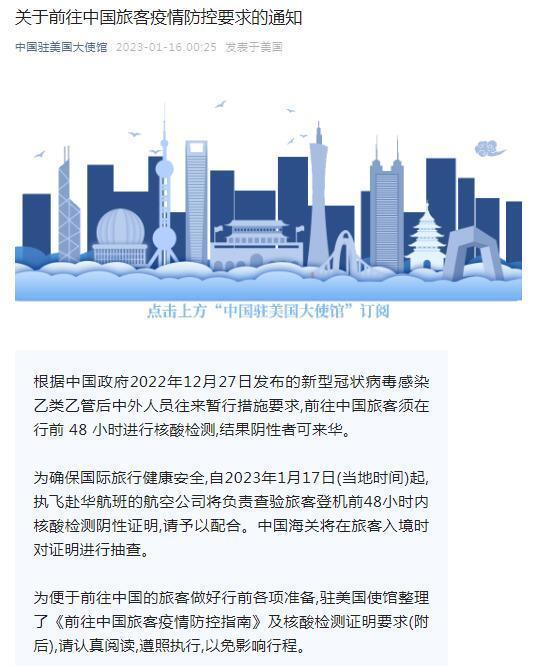 关于前往中国旅客疫情防控要求的通知
中国驻美国大使馆 2023-01-16 00:25 发表于美国
点击上方“中国驻美国大使馆”订阅
根据中国政府2022年12月27日发布的新型冠状病毒感染
乙类乙管后中外人员往来暂行措施要求,前往中国旅客须在
行前 48 小时进行核酸检测,结果阴性者可来华。
为确保国际旅行健康安全,自2023年1月17日(当地时间)起,
执飞赴华航班的航空公司将负责查验旅客登机前48小时内
核酸检测阴性证明,请予以配合。中国海关将在旅客入境时
对证明进行抽查。
为便于前往中国的旅客做好行前各项准备,驻美国使馆整理
了《前往中国旅客疫情防控指南》及核酸检测证明要求(附
后),请认真阅读,遵照执行,以免影响行程。